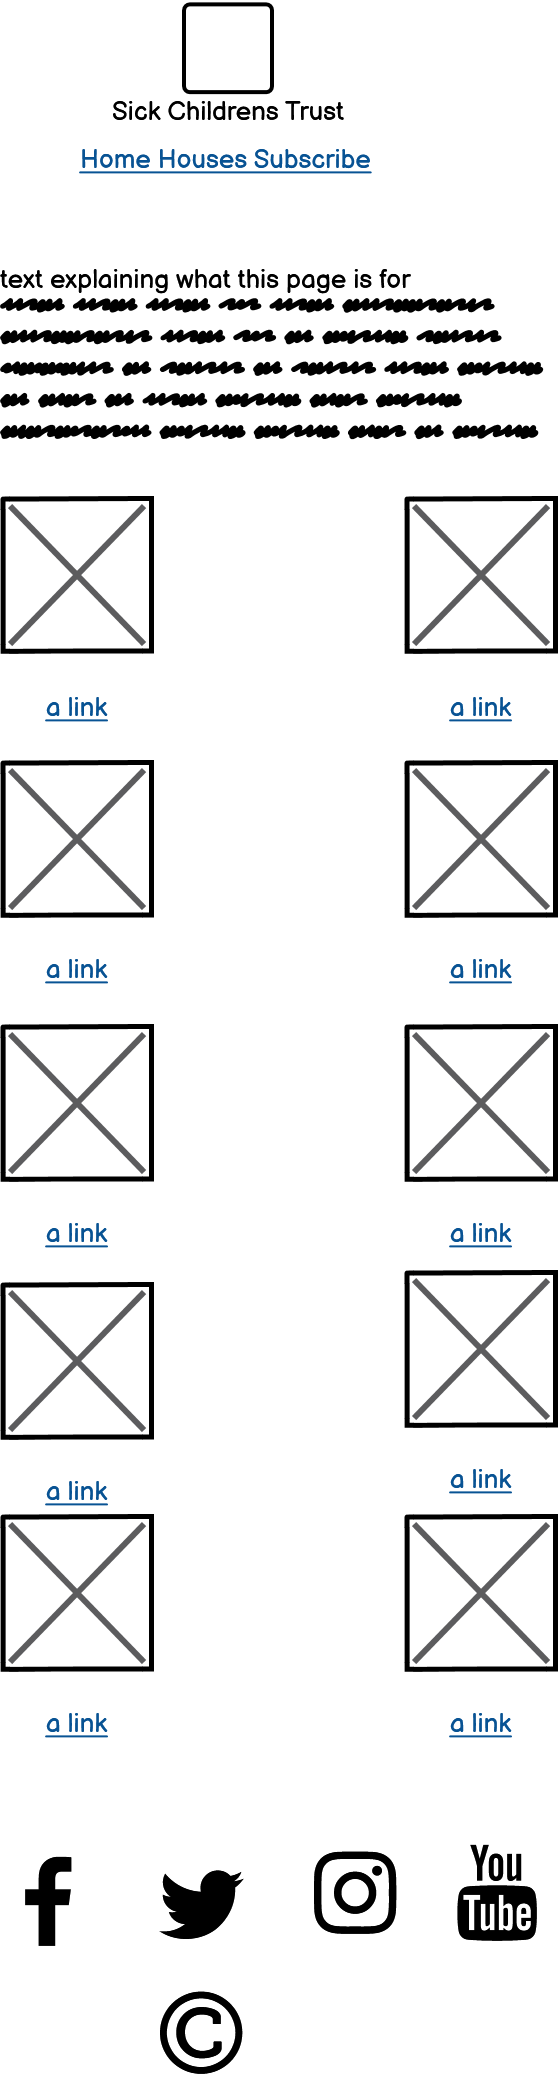 Sick Childrens Trust
Home Houses Subscribe
text explaining what this page is for
a link a link
a link a link
a link a link
a link
a link
a link a link
You
Tube
©